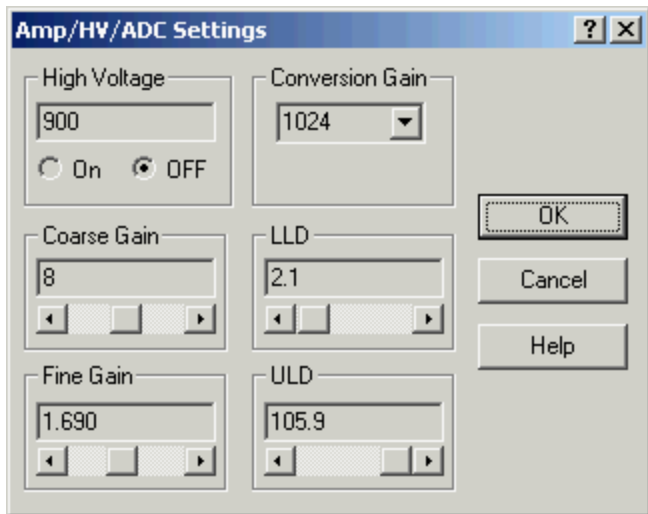 Amp/HV/ADC Settings
High Voltage
900
On OFF
Conversion Gain
1024
Coarse Gain
8
LLD
2.1
Fine Gain
1.690
ULD
105.9
OK
Cancel
Help